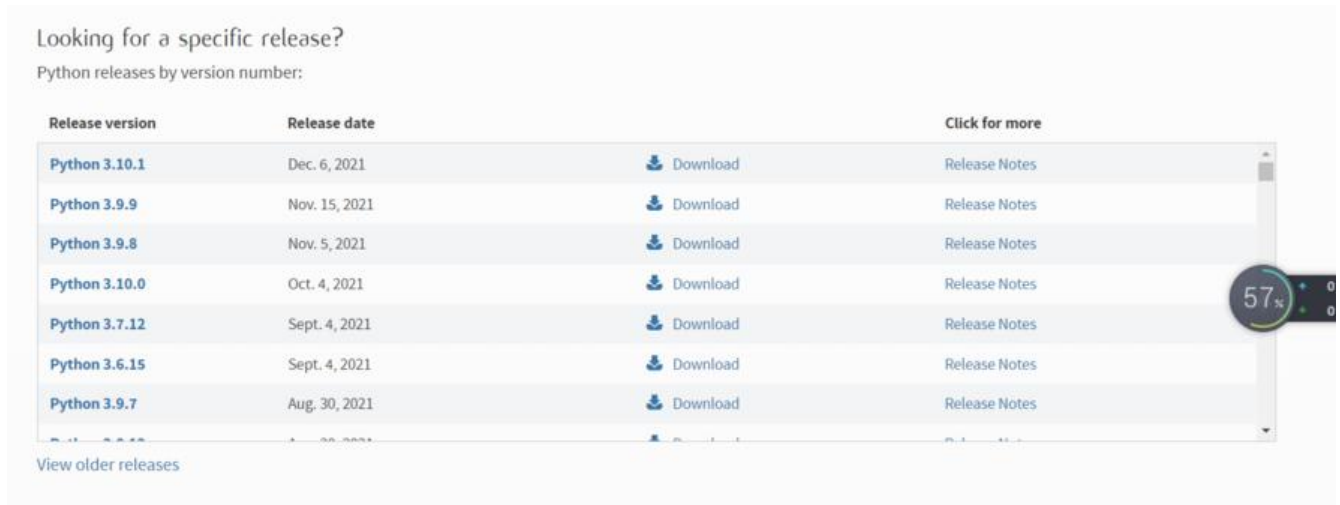 Looking for a specific release?
Python releases by version number:
Release version Release date Click for more
Python 3.10.1 Dec. 6, 2021 Download Release Notes
Python 3.9.9 Nov. 15, 2021 Download Release Notes
Python 3.9.8 Nov. 5, 2021 Download Release Notes
Python 3.10.0 Oct. 4, 2021 Download Release Notes
57%
0
0
Python 3.7.12 Sept. 4, 2021 Download Release Notes
Python 3.6.15 Sept. 4, 2021 Download Release Notes
Python 3.9.7 Aug. 30, 2021 Download Release Notes
View older releases